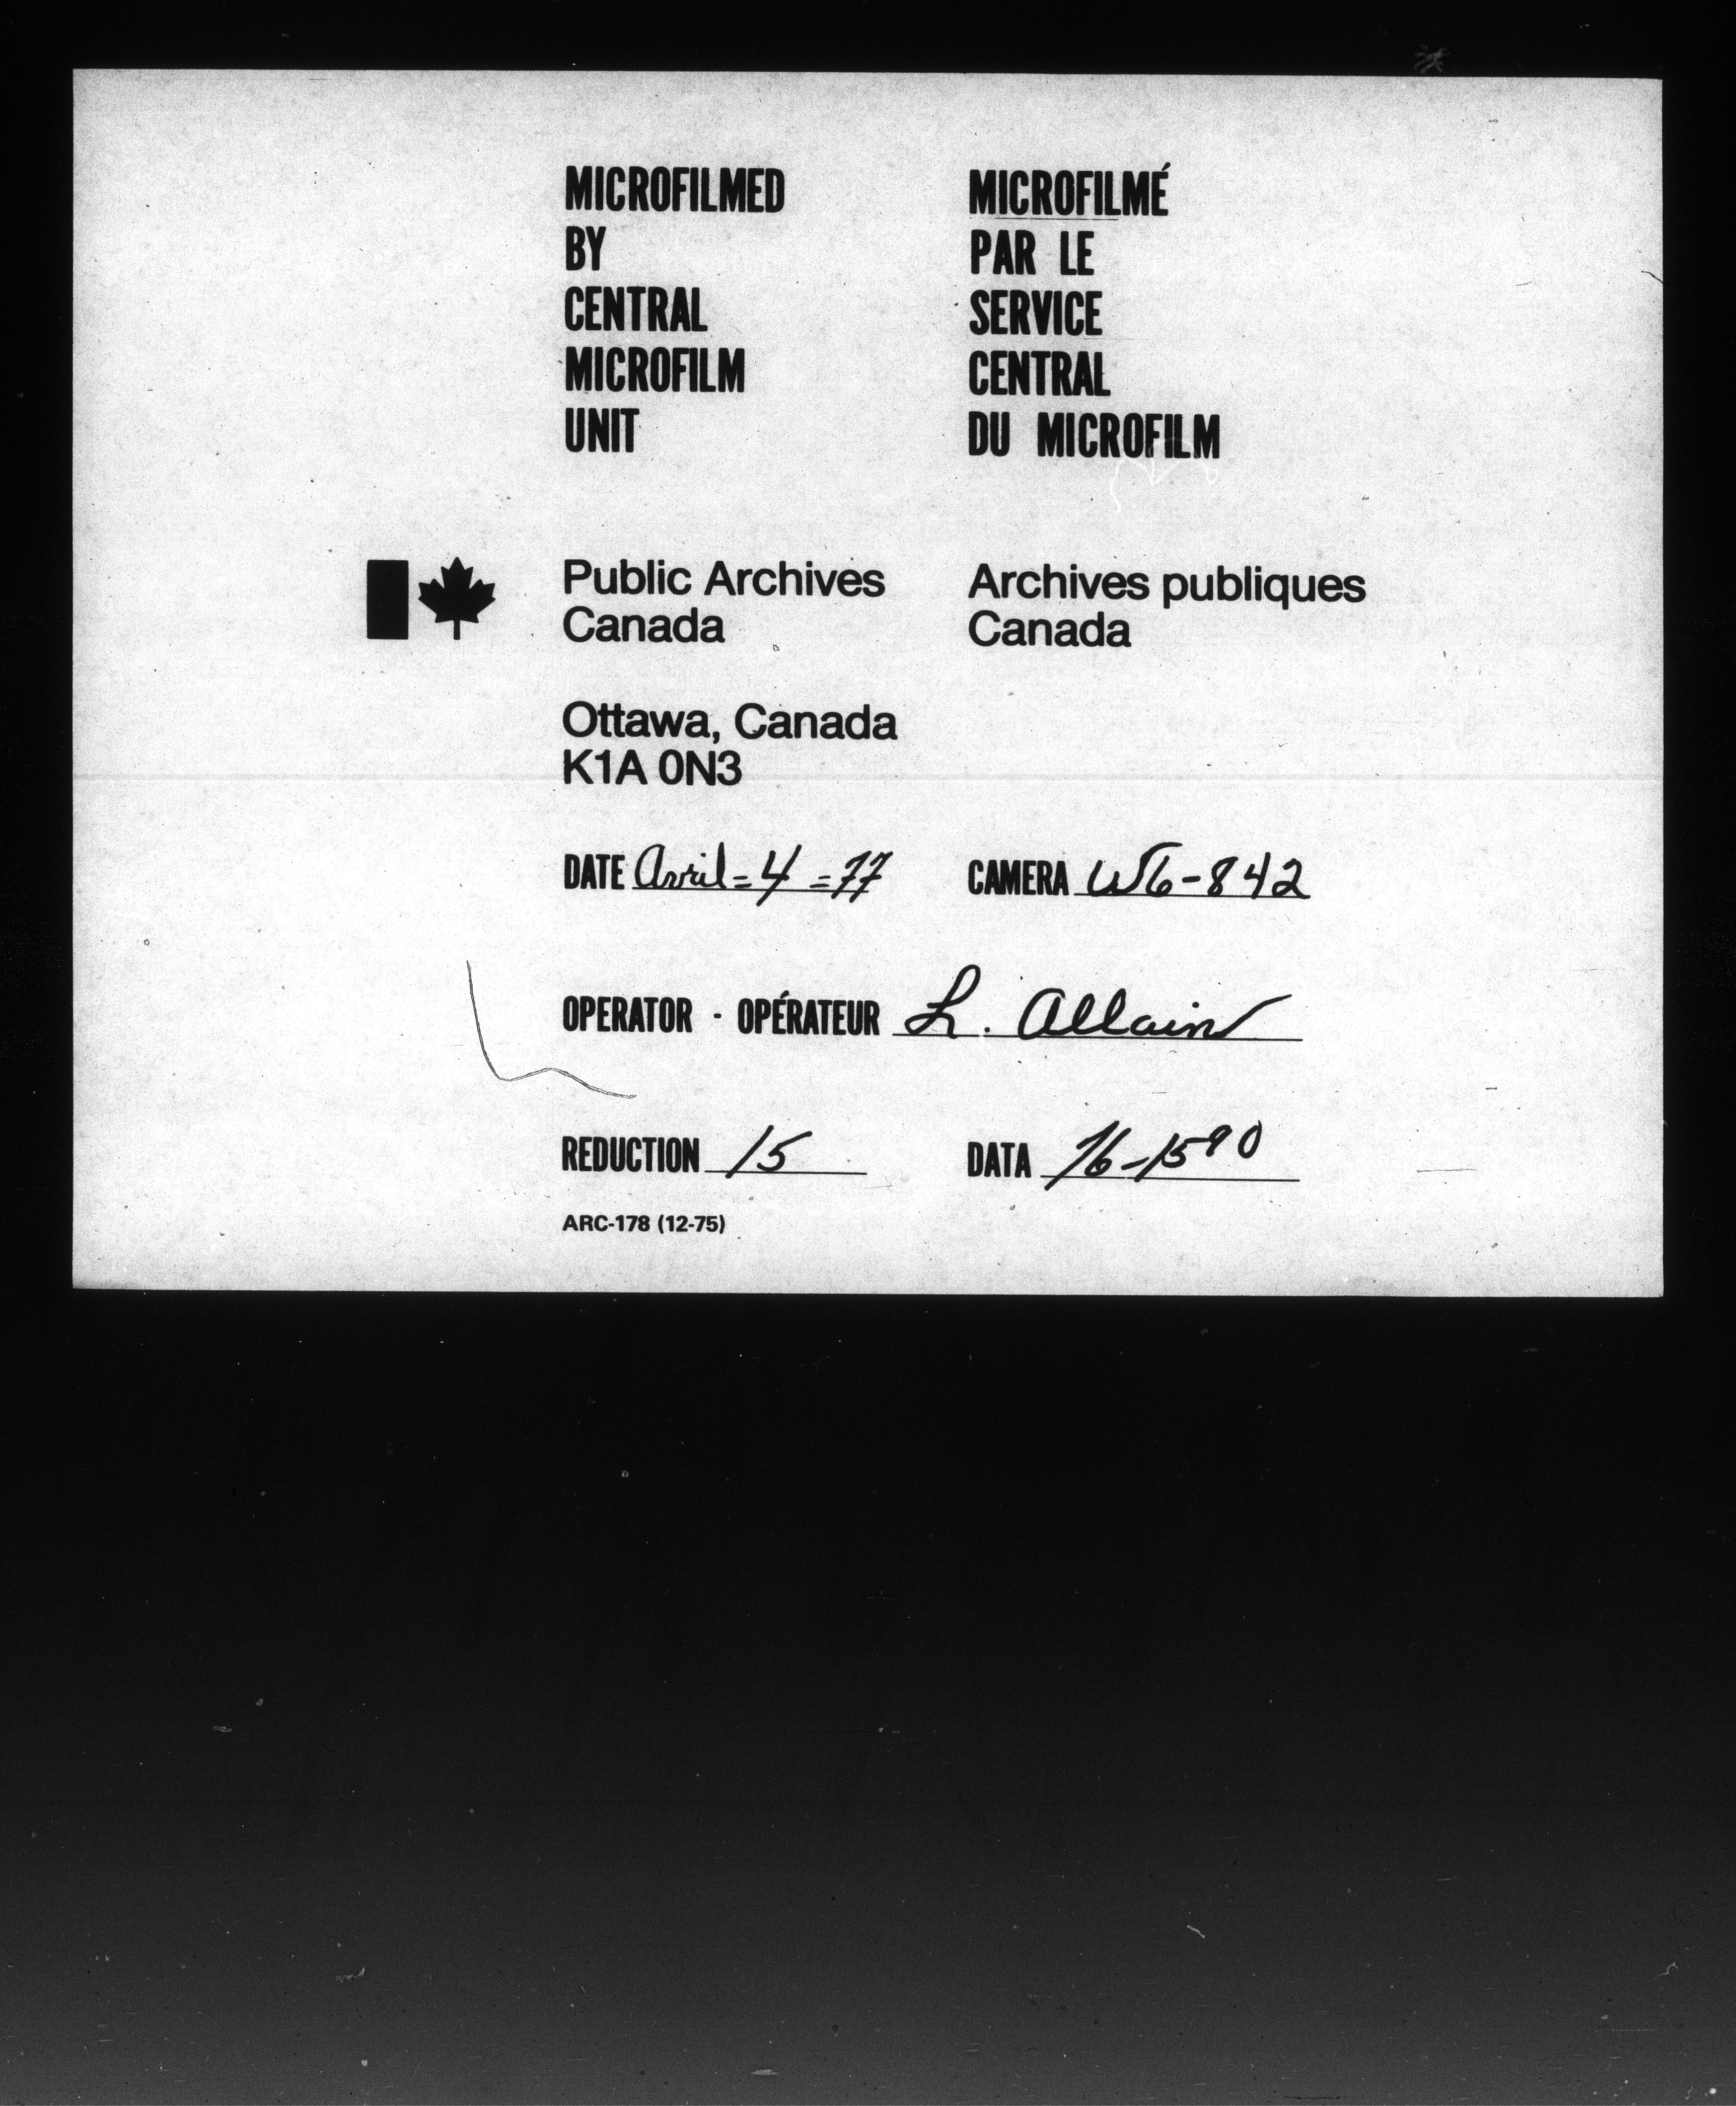 MICROFILMED
BY
CENTRAL
MICROFILM
UNIT
MICROFILMÉ
PAR LE
SERVICE
CENTRAL
DU MICROFILM
Public Archives
Canada
Archives publiques
Canada
Ottawa, Canada
K1A 0N3
DATE Avril=4=77
CAMERA W6-842
OPERATOR - OPÉRATEUR L. Allain
REDUCTION 15
DATA 76-1590
ARC-178 (12-75)